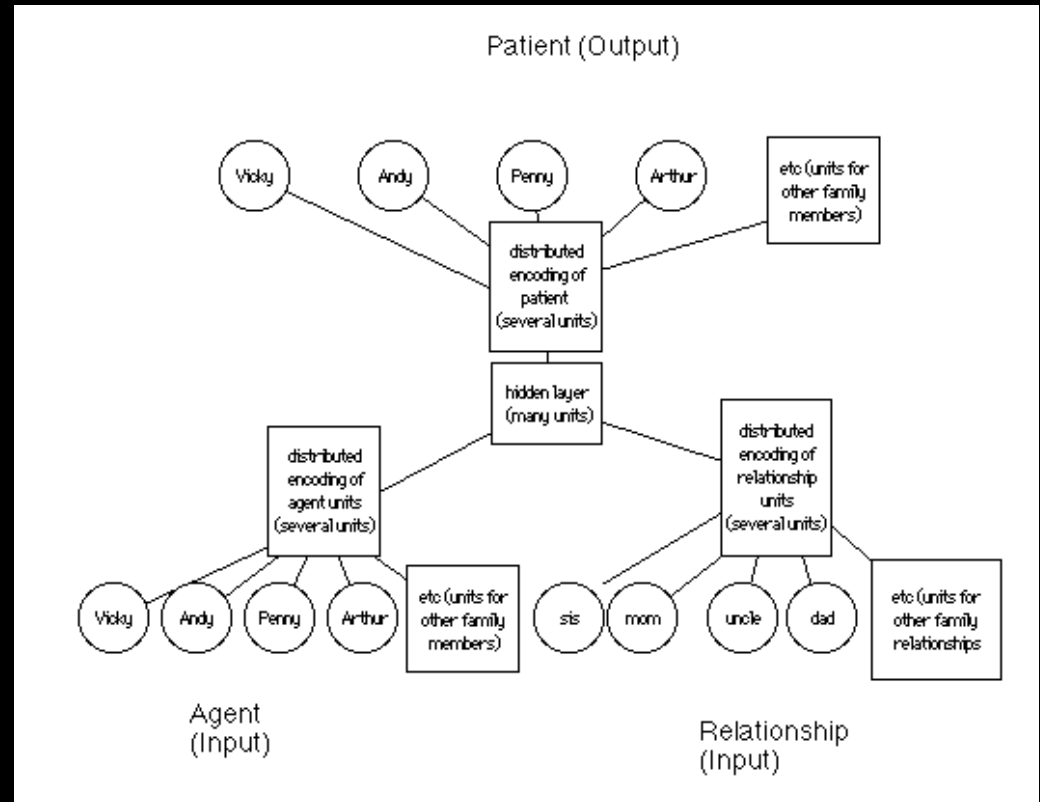 Patient (Output)
Vicky
Andy
Penny
Arthur
etc (units for
other family
members)
distributed
encoding of
patient
(several units)
hidden layer
(many units)
distributed
encoding of
agent units
(several units)
distributed
encoding of
relationship
units
(several units)
Vicky
Andy
Penny
Arthur
etc (units for
other family
members)
sis
mom
uncle
dad
etc (units for
other family
relationships
Agent
(Input)
Relationship
(Input)